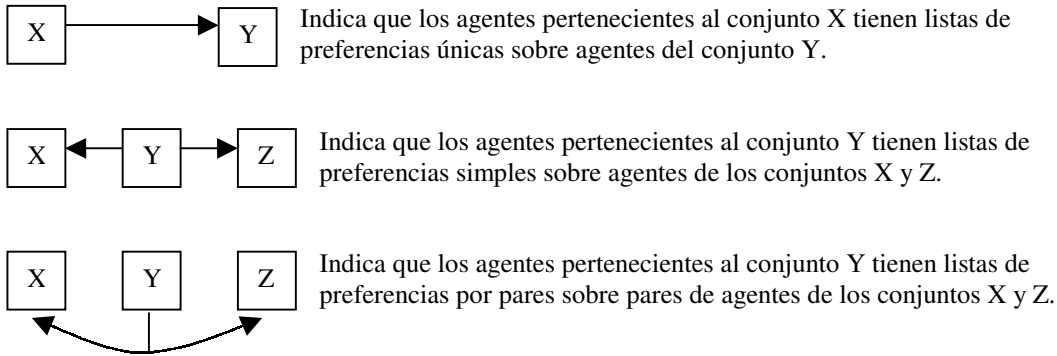 X Y Indica que los agentes pertenecientes al conjunto X tienen listas de
preferencias únicas sobre agentes del conjunto Y.
X Y Z Indica que los agentes pertenecientes al conjunto Y tienen listas de
preferencias simples sobre agentes de los conjuntos X y Z.
X Y Z Indica que los agentes pertenecientes al conjunto Y tienen listas de
preferencias por pares sobre pares de agentes de los conjuntos X y Z.